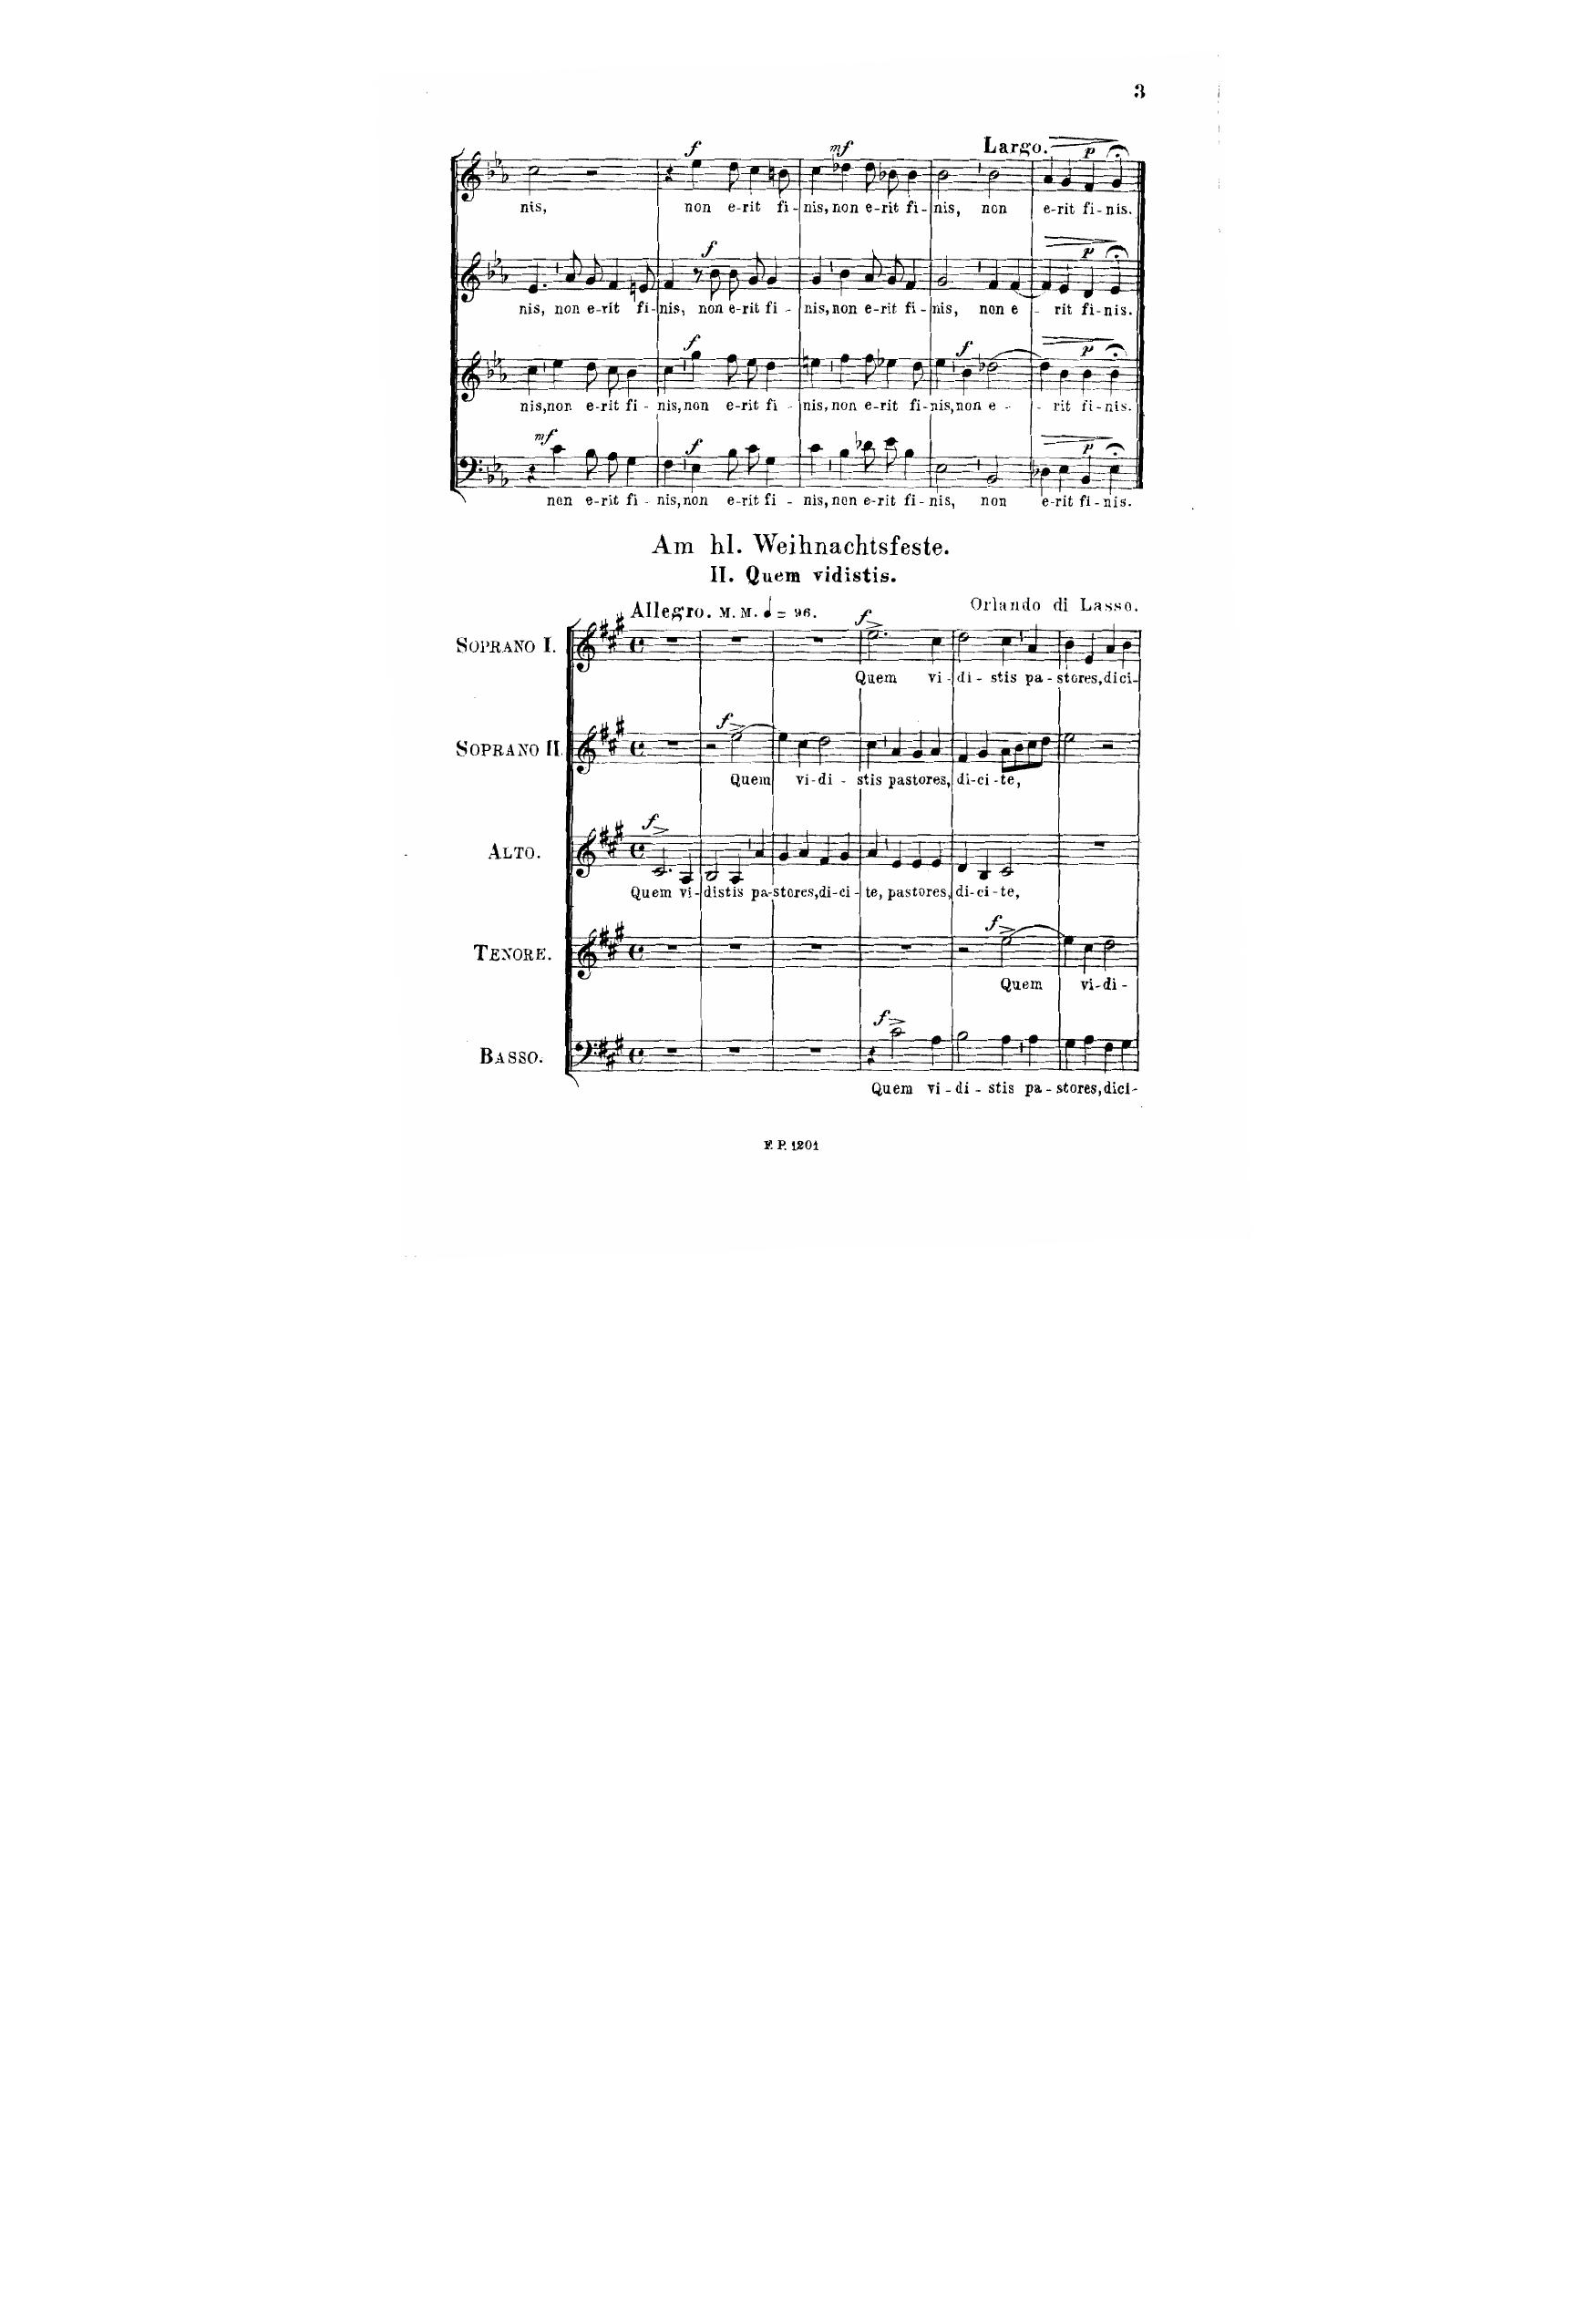 3
f mf Largo. p
nis, non e-rit fi-nis, non e-rit fi-nis, non e-rit fi-nis.
f p
nis, non e-rit fi-nis, non e-rit fi-nis, non e-rit fi-nis, non e-rit fi-nis.
f f p
nis, non e-rit fi-nis, non e-rit fi-nis, non e-rit fi-nis, non e-rit fi-nis.
mf f p
non e-rit fi-nis, non e-rit fi-nis, non e-rit fi-nis, non e-rit fi-nis.
Am hl. Weihnachtsfeste.
II. Quem vidistis.
Allegro. M. M. = 96. f Orlando di Lasso.
SOPRANO I.
Quem vi-di-stis pa-stores, dici-
f
SOPRANO II.
Quem vi-di-stis pastores, di-ci-te,
f
ALTO.
Quem vi-distis pa-stores, di-ci-te, pastores, di-ci-te,
f
TENORE.
Quem vi-di-
f
BASSO.
Quem vi-di-stis pa-stores, dici-
F. P. 1201